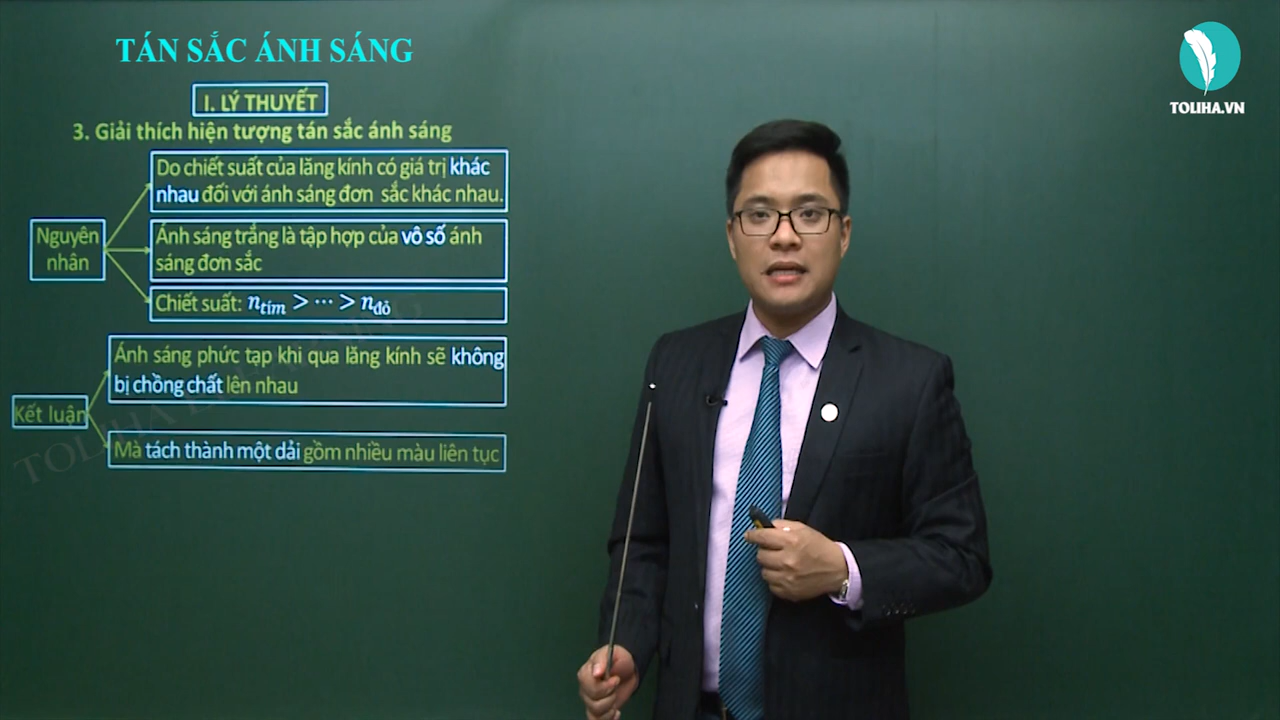 TÁN SẮC ÁNH SÁNG
TOLIHA.VN
I. LÝ THUYẾT
3. Giải thích hiện tượng tán sắc ánh sáng
Nguyên
nhân
Do chiết suất của lăng kính có giá trị khác
nhau đối với ánh sáng đơn sắc khác nhau.
Ánh sáng trắng là tập hợp của vô số ánh
sáng đơn sắc
Chiết suất: n tím > ⋯ > n đỏ
Kết luận
Ánh sáng phức tạp khi qua lăng kính sẽ không
bị chồng chất lên nhau
Mà tách thành một dải gồm nhiều màu liên tục
TOLIHA